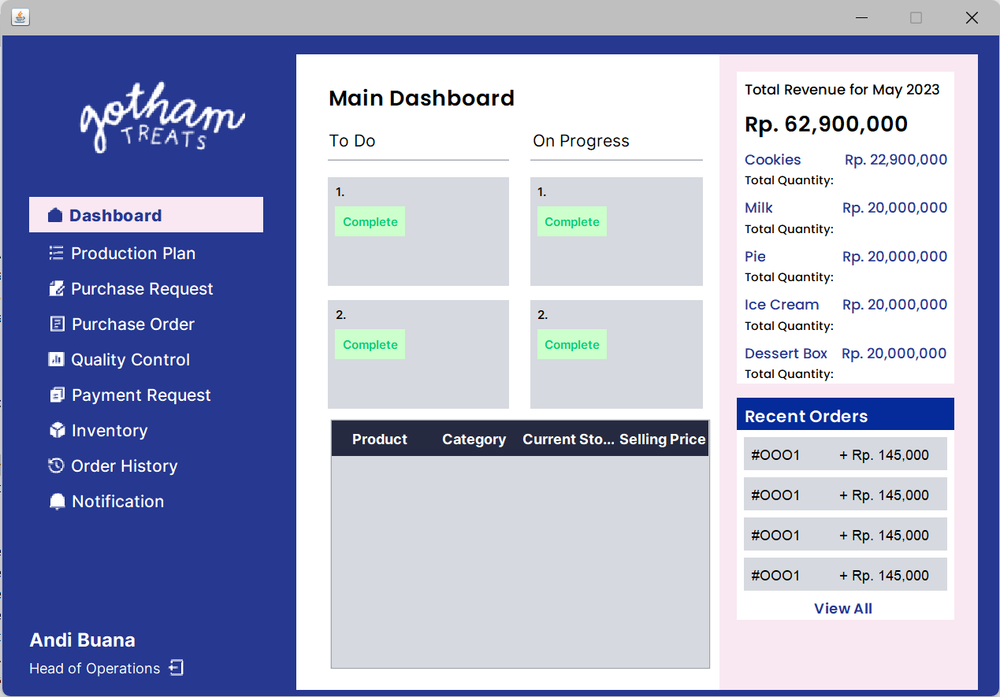 gotham
TREATS
Dashboard
Production Plan
Purchase Request
Purchase Order
Quality Control
Payment Request
Inventory
Order History
Notification
Andi Buana
Head of Operations
Main Dashboard
To Do
1.
Complete
2.
Complete
On Progress
1.
Complete
2.
Complete
Product Category Current Sto... Selling Price
Total Revenue for May 2023
Rp. 62,900,000
Cookies Rp. 22,900,000
Total Quantity:
Milk Rp. 20,000,000
Total Quantity:
Pie Rp. 20,000,000
Total Quantity:
Ice Cream Rp. 20,000,000
Total Quantity:
Dessert Box Rp. 20,000,000
Total Quantity:
Recent Orders
#OOO1 + Rp. 145,000
#OOO1 + Rp. 145,000
#OOO1 + Rp. 145,000
#OOO1 + Rp. 145,000
View All